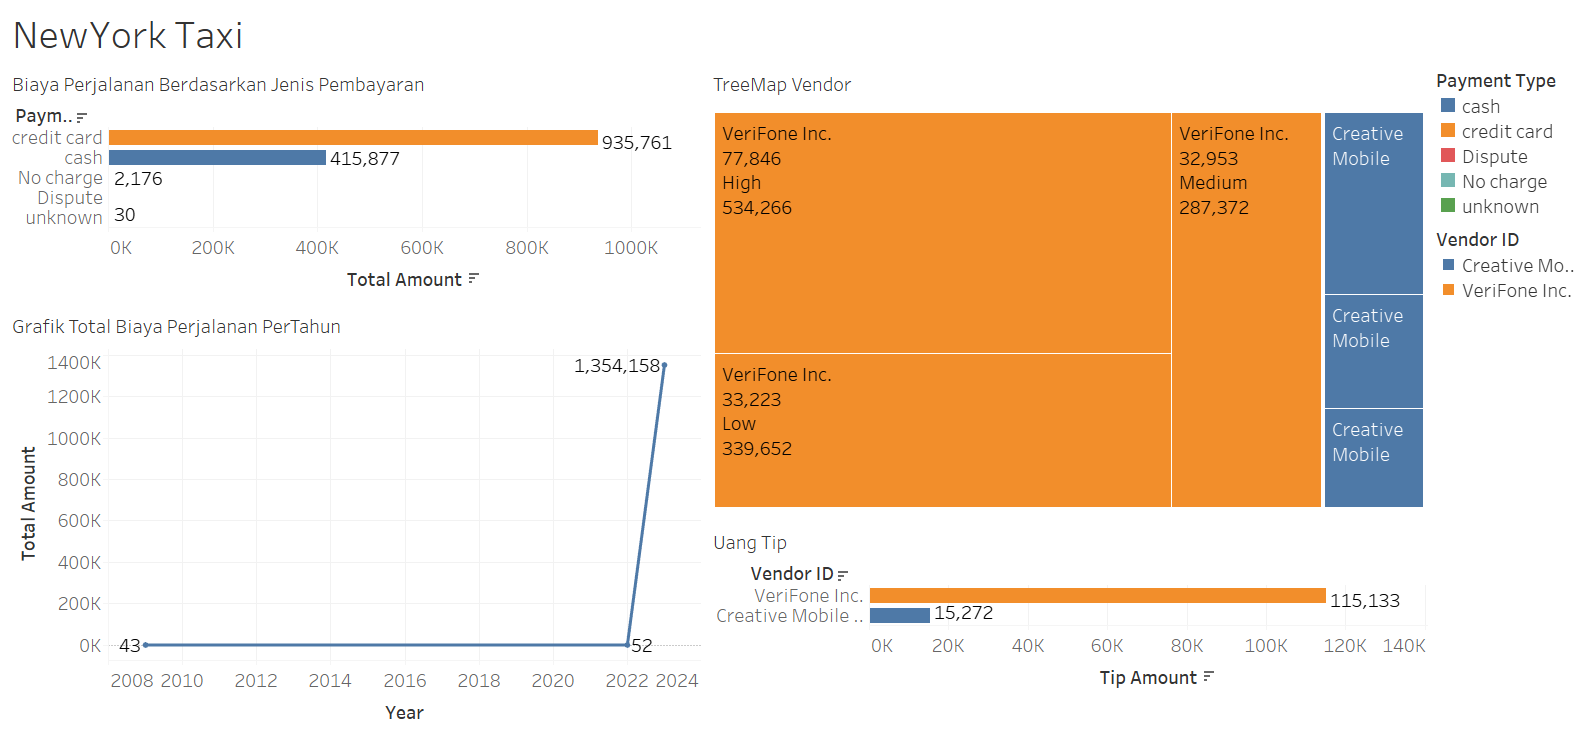 NewYork Taxi
Biaya Perjalanan Berdasarkan Jenis Pembayaran
Paym..
credit card
935,761
cash
415,877
No charge
2,176
Dispute
unknown
30
0K 200K 400K 600K 800K 1000K
Total Amount
Grafik Total Biaya Perjalanan PerTahun
Total Amount
1400K
1200K
1000K
800K
600K
400K
200K
0K
1,354,158
43
52
2008 2010 2012 2014 2016 2018 2020 2022 2024
Year
TreeMap Vendor
VeriFone Inc.
77,846
High
534,266
VeriFone Inc.
33,223
Low
339,652
VeriFone Inc.
32,953
Medium
287,372
Creative
Mobile
Creative
Mobile
Creative
Mobile
Uang Tip
Vendor ID
VeriFone Inc.
115,133
Creative Mobile ..
15,272
0K 20K 40K 60K 80K 100K 120K 140K
Tip Amount
Payment Type
cash
credit card
Dispute
No charge
unknown
Vendor ID
Creative Mo..
VeriFone Inc.